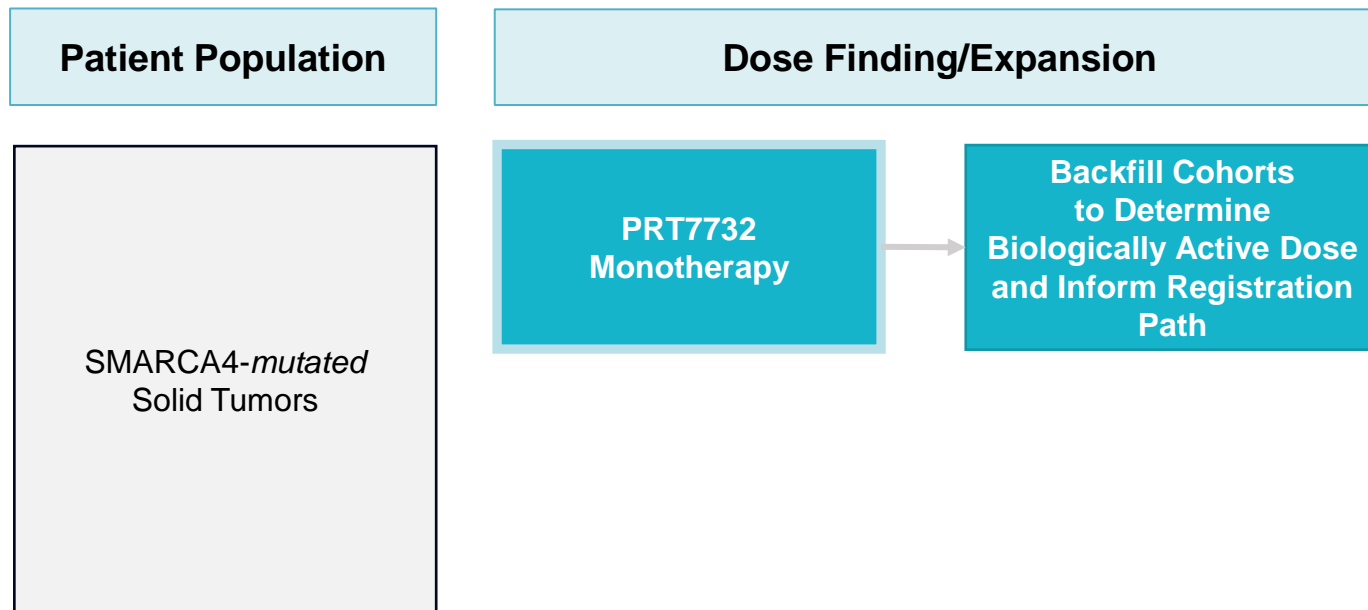 Patient Population
Dose Finding/Expansion
SMARCA4-mutated
Solid Tumors
PRT7732
Monotherapy
Backfill Cohorts
to Determine
Biologically Active Dose
and Inform Registration
Path